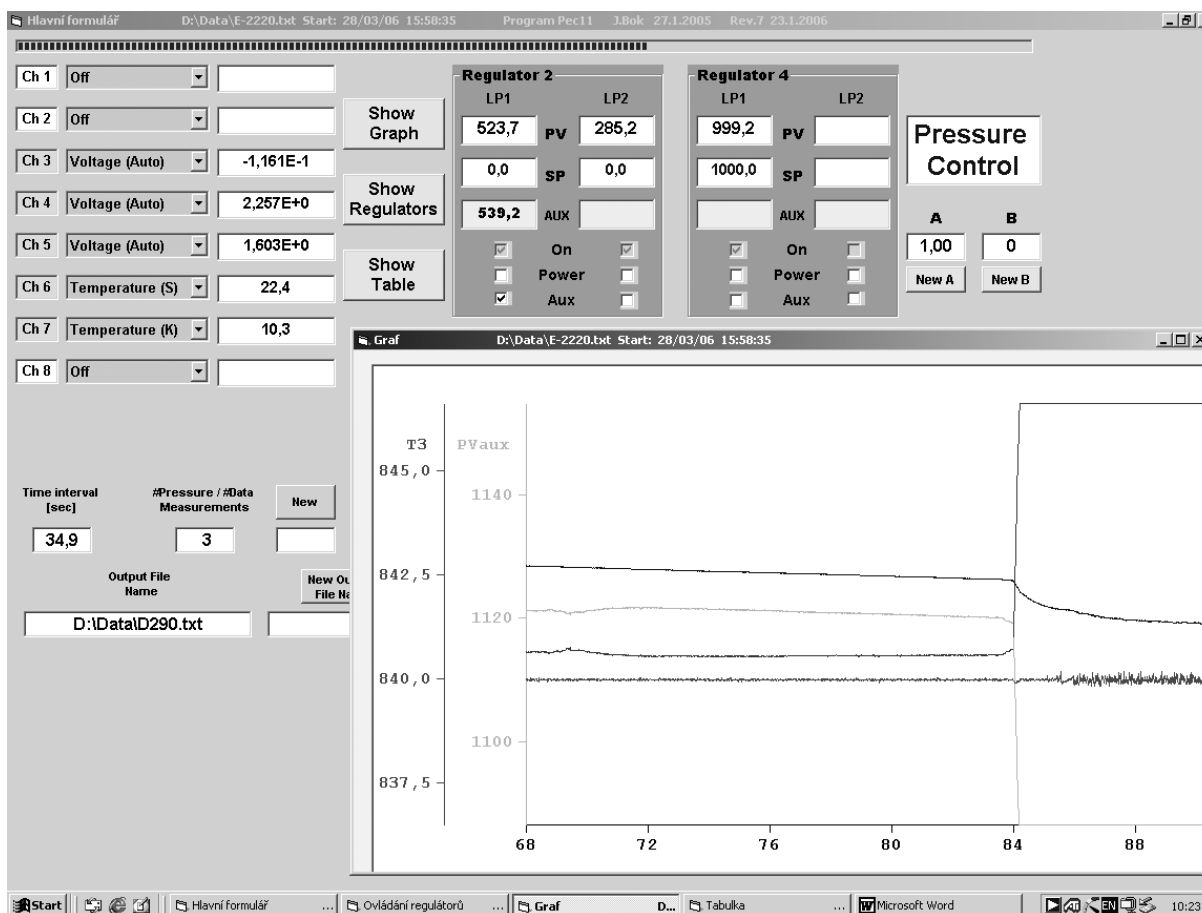 Hlavní formulář D:\Data\E-2220.txt Start: 28/03/06 15:58:35 Program Pec11 J.Bok 27.1.2005 Rev.7 23.1.2006
Ch 1 Off
Ch 2 Off
Ch 3 Voltage (Auto) -1,161E-1
Ch 4 Voltage (Auto) 2,257E+0
Ch 5 Voltage (Auto) 1,603E+0
Ch 6 Temperature (S) 22,4
Ch 7 Temperature (K) 10,3
Ch 8 Off
Show
Graph
Show
Regulators
Show
Table
Regulator 2
LP1 LP2
523,7 PV 285,2
0,0 SP 0,0
539,2 AUX
On
Power
Aux
Regulator 4
LP1 LP2
999,2 PV
1000,0 SP
AUX
On
Power
Aux
Pressure
Control
A B
1,00 0
New A New B
Time interval
[sec]
34,9
#Pressure / #Data
Measurements
3
New
Output File
Name
D:\Data\D290.txt
New Ou
File Na
Graf D:\Data\E-2220.txt Start: 28/03/06 15:58:35
T3 PVaux
845,0
1140
842,5
1120
840,0
1100
837,5
68 72 76 80 84 88
Start Hlavní formulář ... Ovládání regulátorů ... Graf D... Tabulka ... Microsoft Word EN 10:23